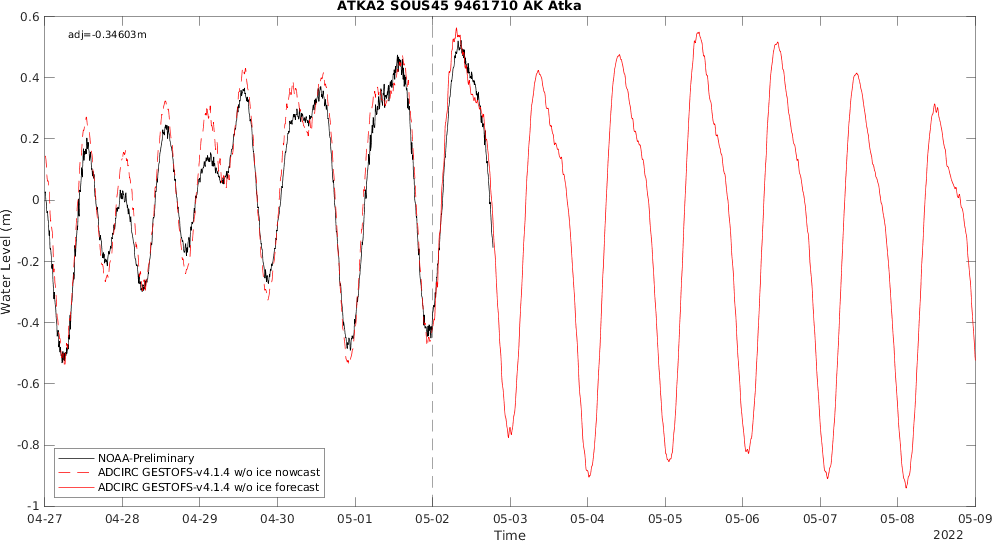 ATKA2 SOUS45 9461710 AK Atka
adj=-0.34603m
0.6
0.4
0.2
0
-0.2
-0.4
-0.6
-0.8
-1
Water Level (m)
NOAA-Preliminary
ADCIRC GESTOFS-v4.1.4 w/o ice nowcast
ADCIRC GESTOFS-v4.1.4 w/o ice forecast
04-27 04-28 04-29 04-30 05-01 05-02 05-03 05-04 05-05 05-06 05-07 05-08 05-09
Time
2022